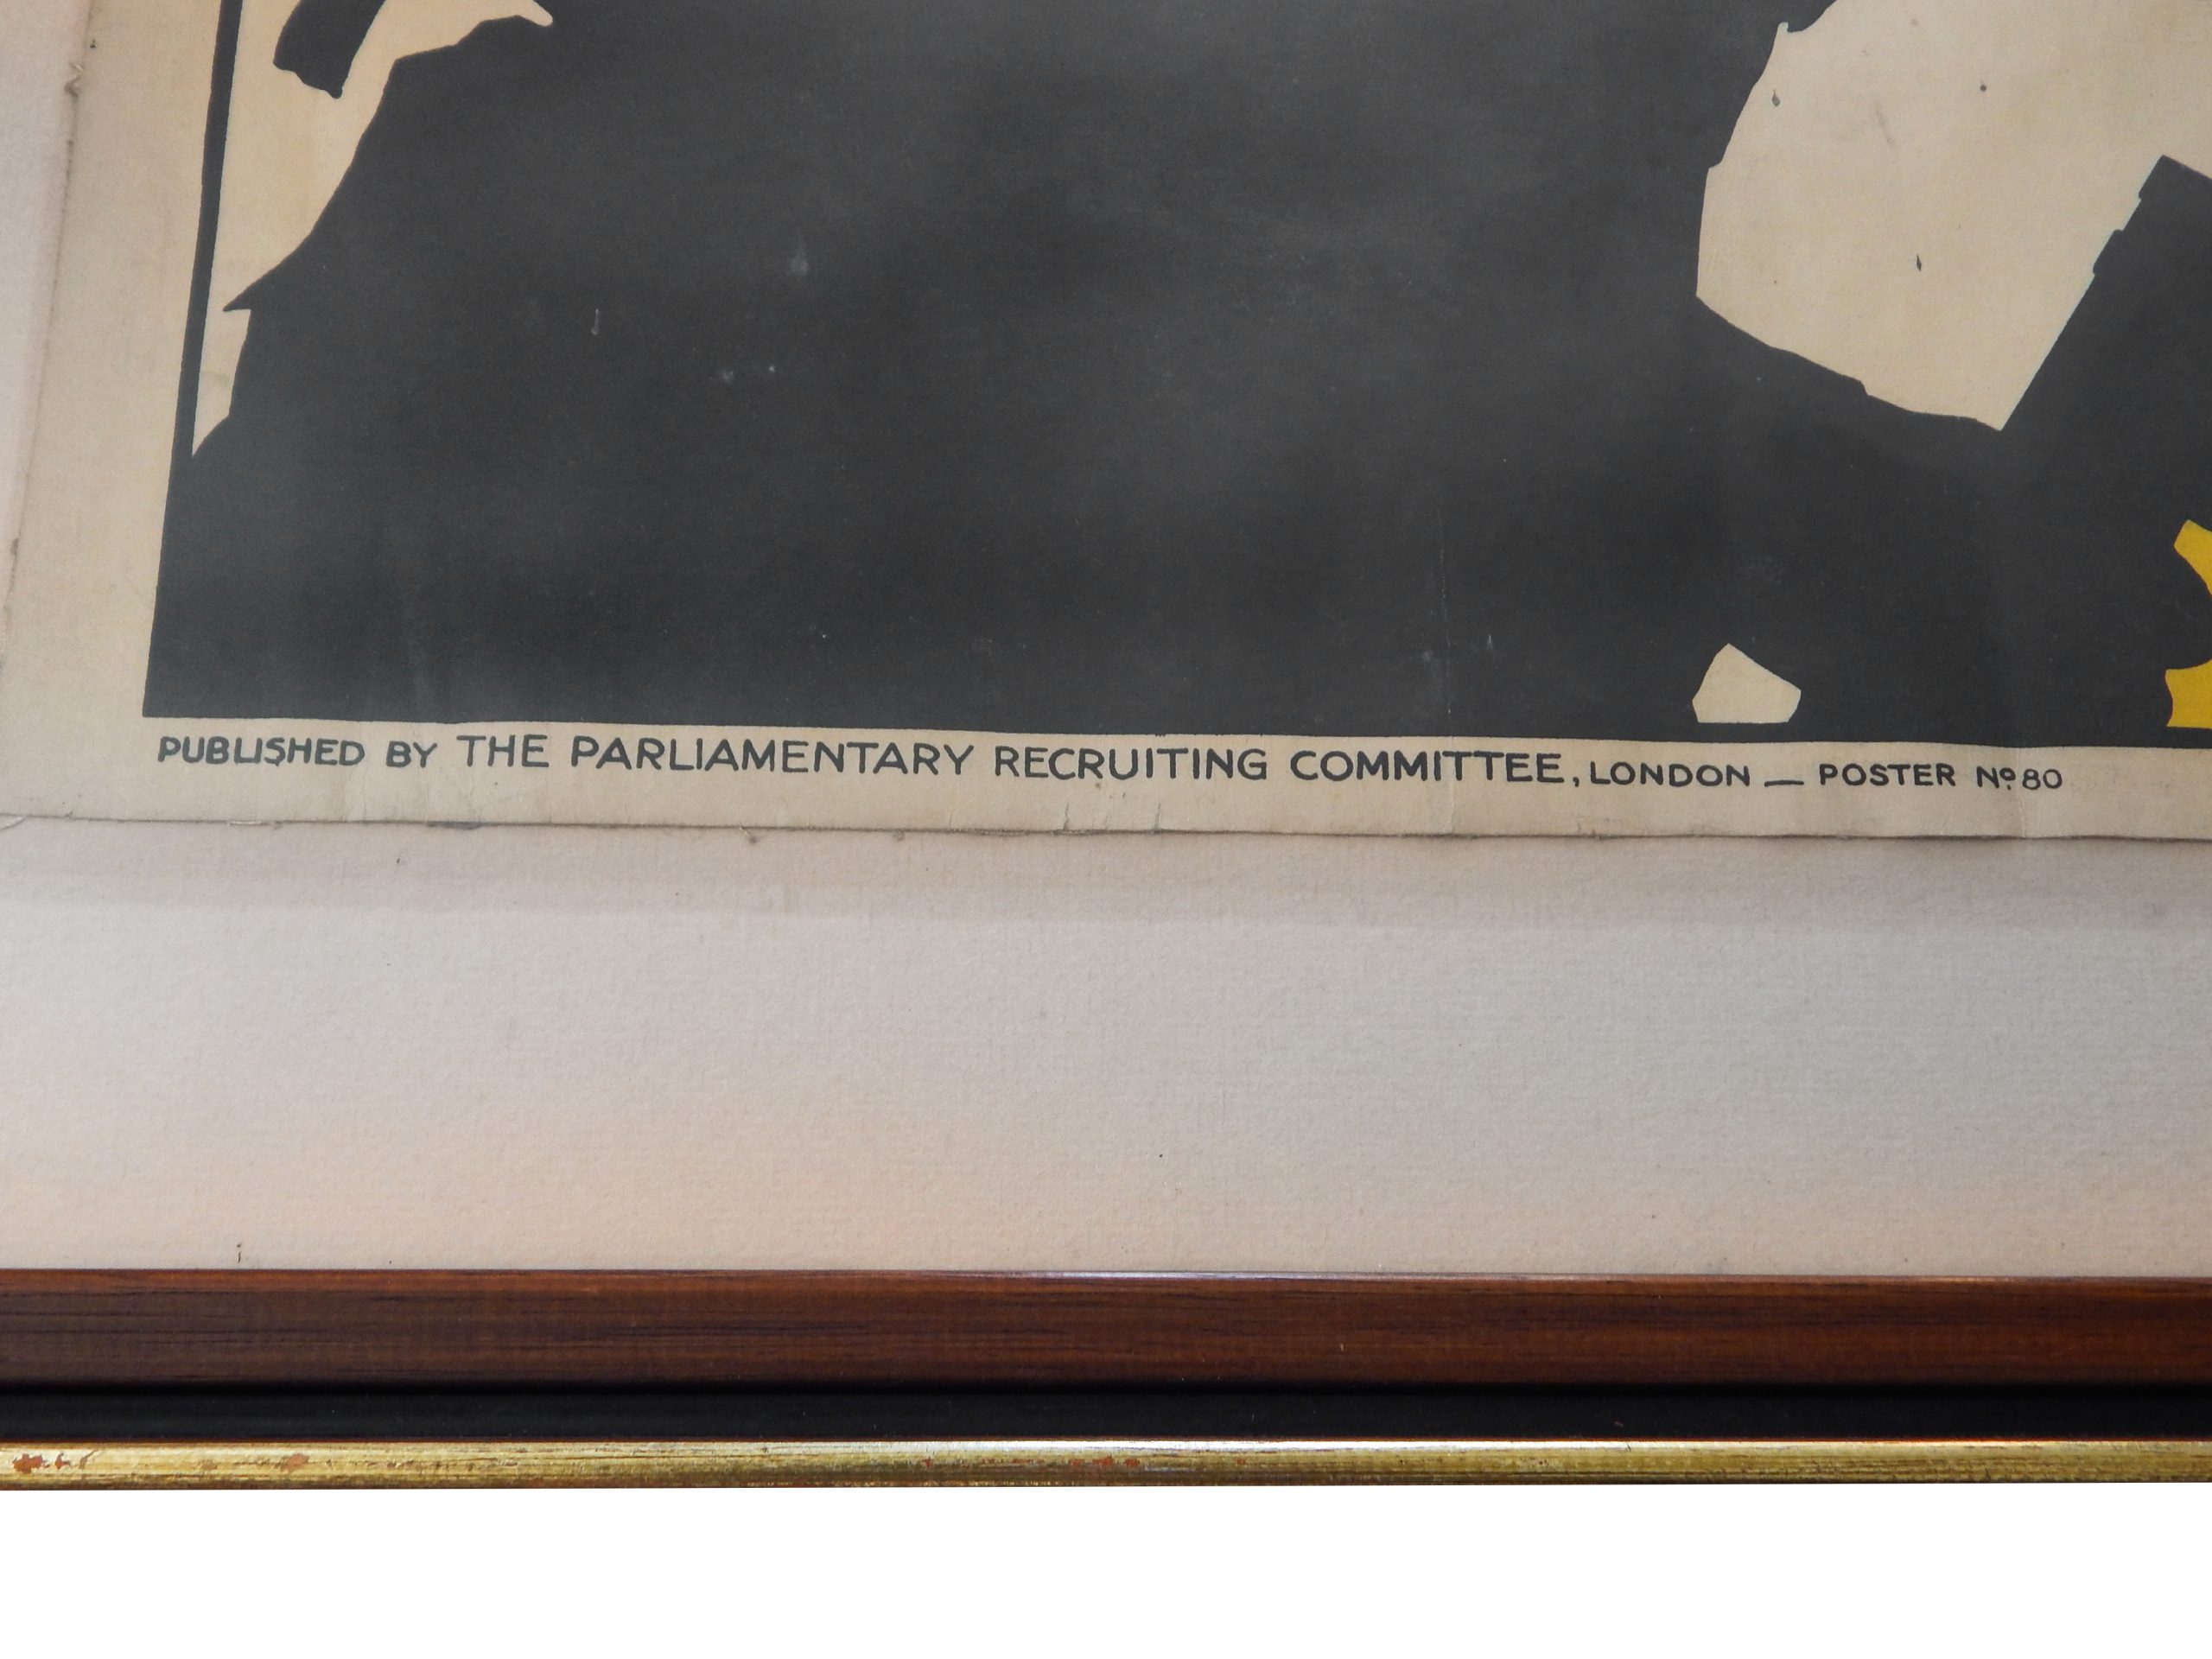 PUBLISHED BY THE PARLIAMENTARY RECRUITING COMMITTEE, LONDON — POSTER Nº 80